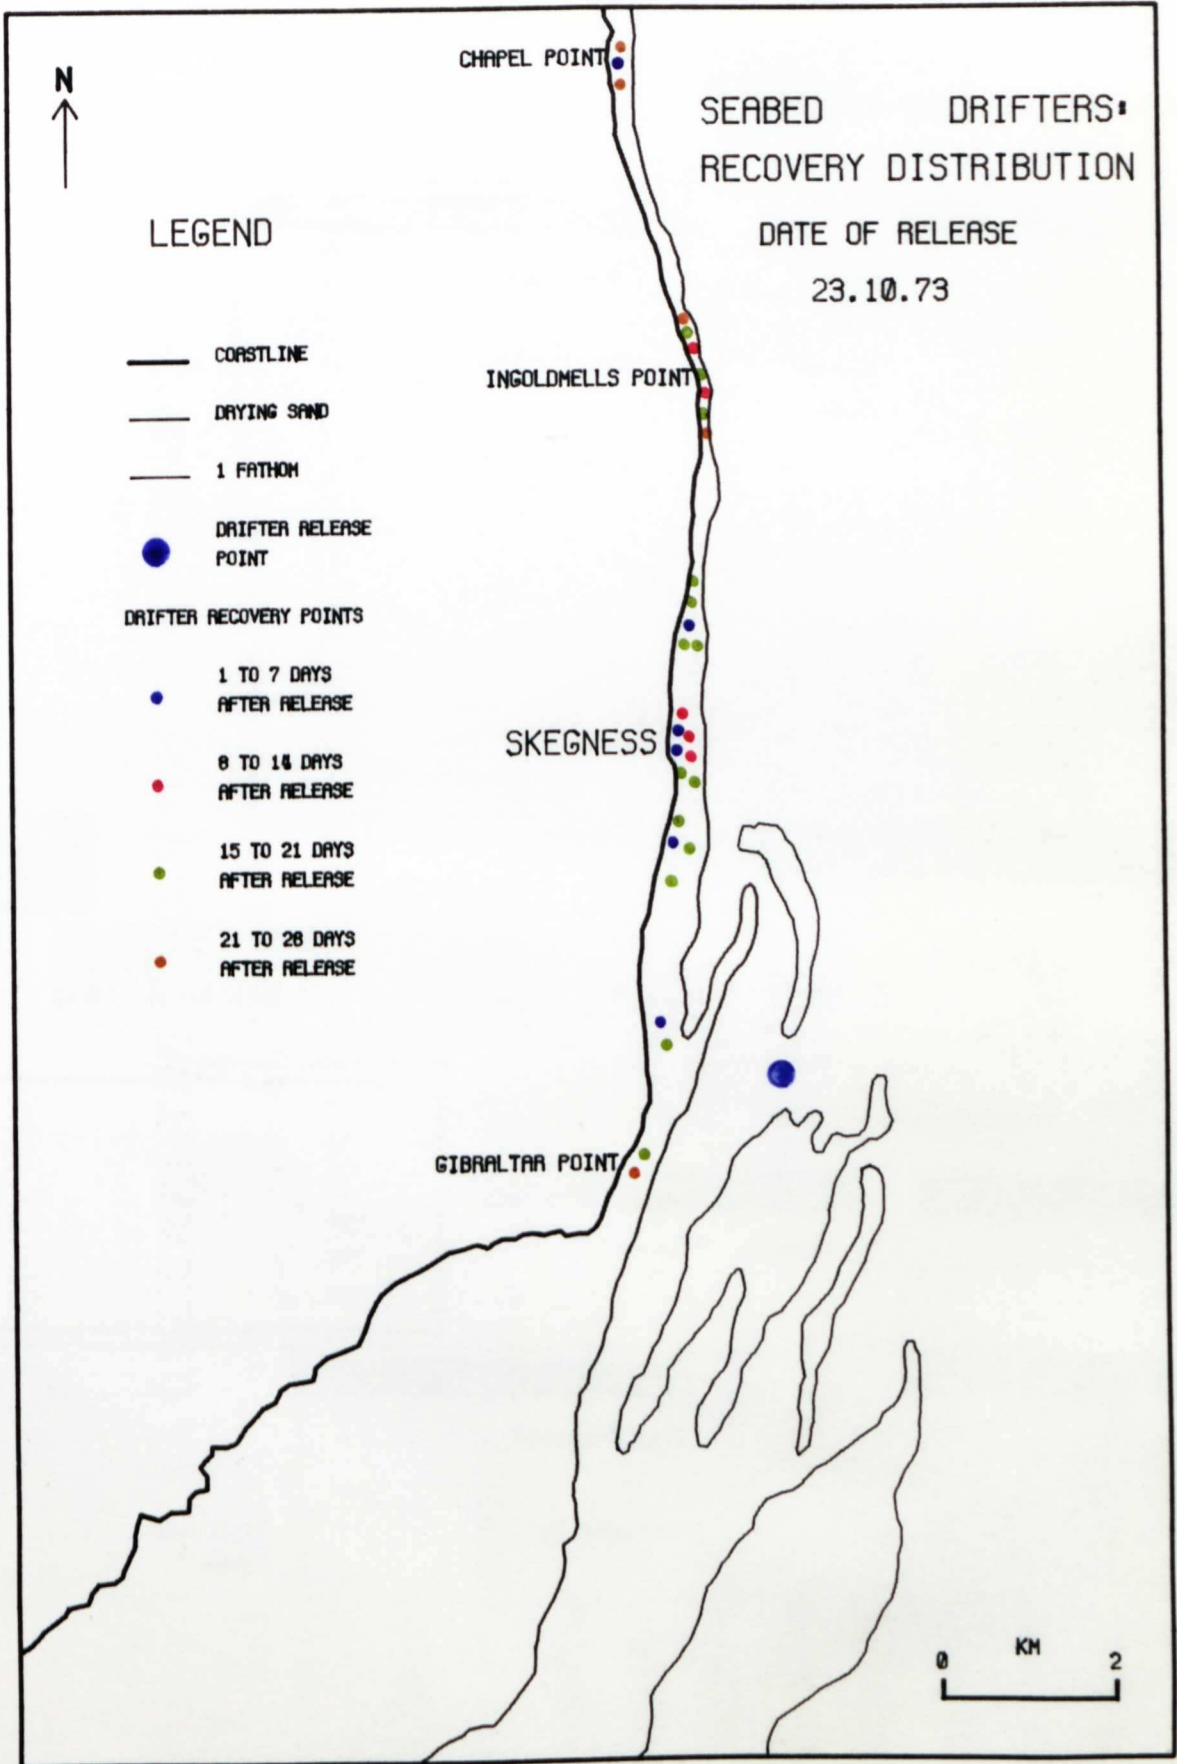 CHAPEL POINT
N
SEABED DRIFTERS:
RECOVERY DISTRIBUTION
DATE OF RELEASE
23.10.73
LEGEND
COASTLINE
DRYING SAND
1 FATHOM
DRIFTER RELEASE
POINT
DRIFTER RECOVERY POINTS
1 TO 7 DAYS
AFTER RELEASE
8 TO 14 DAYS
AFTER RELEASE
15 TO 21 DAYS
AFTER RELEASE
21 TO 28 DAYS
AFTER RELEASE
INGOLDMELLS POINT
SKEGNESS
GIBRALTAR POINT
KM
0 2